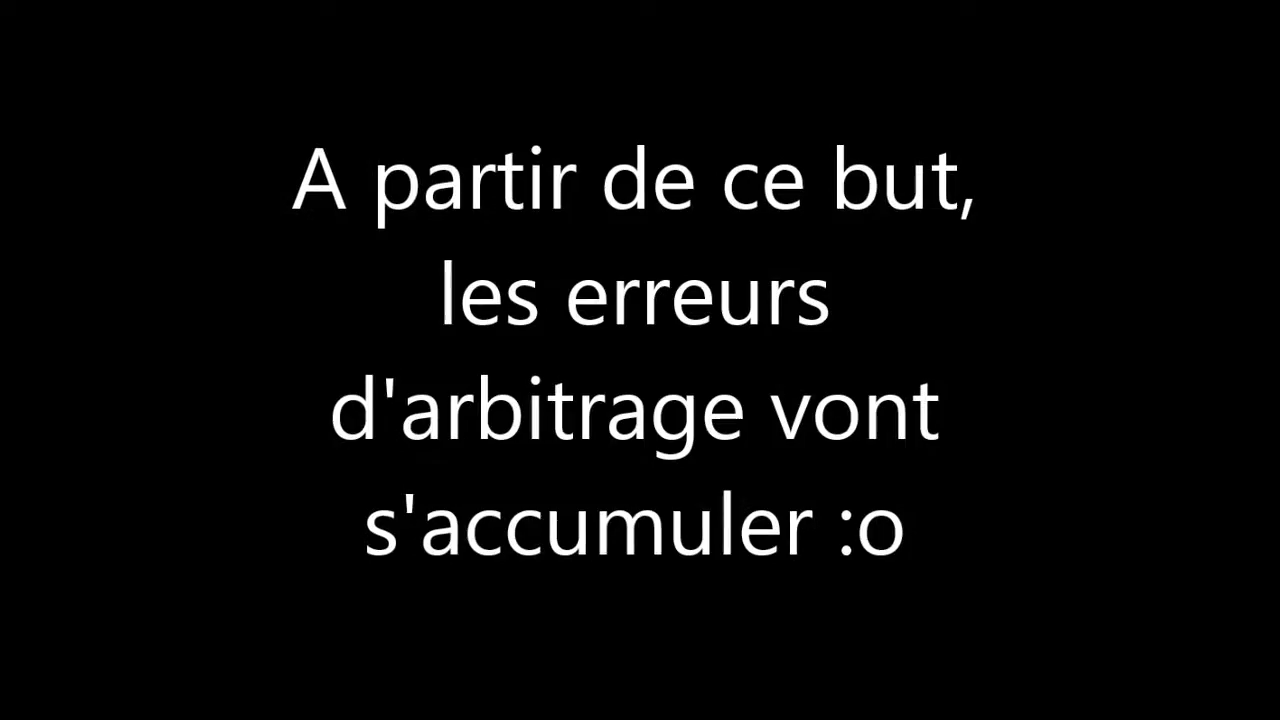 A partir de ce but,
les erreurs
d'arbitrage vont
s'accumuler :o